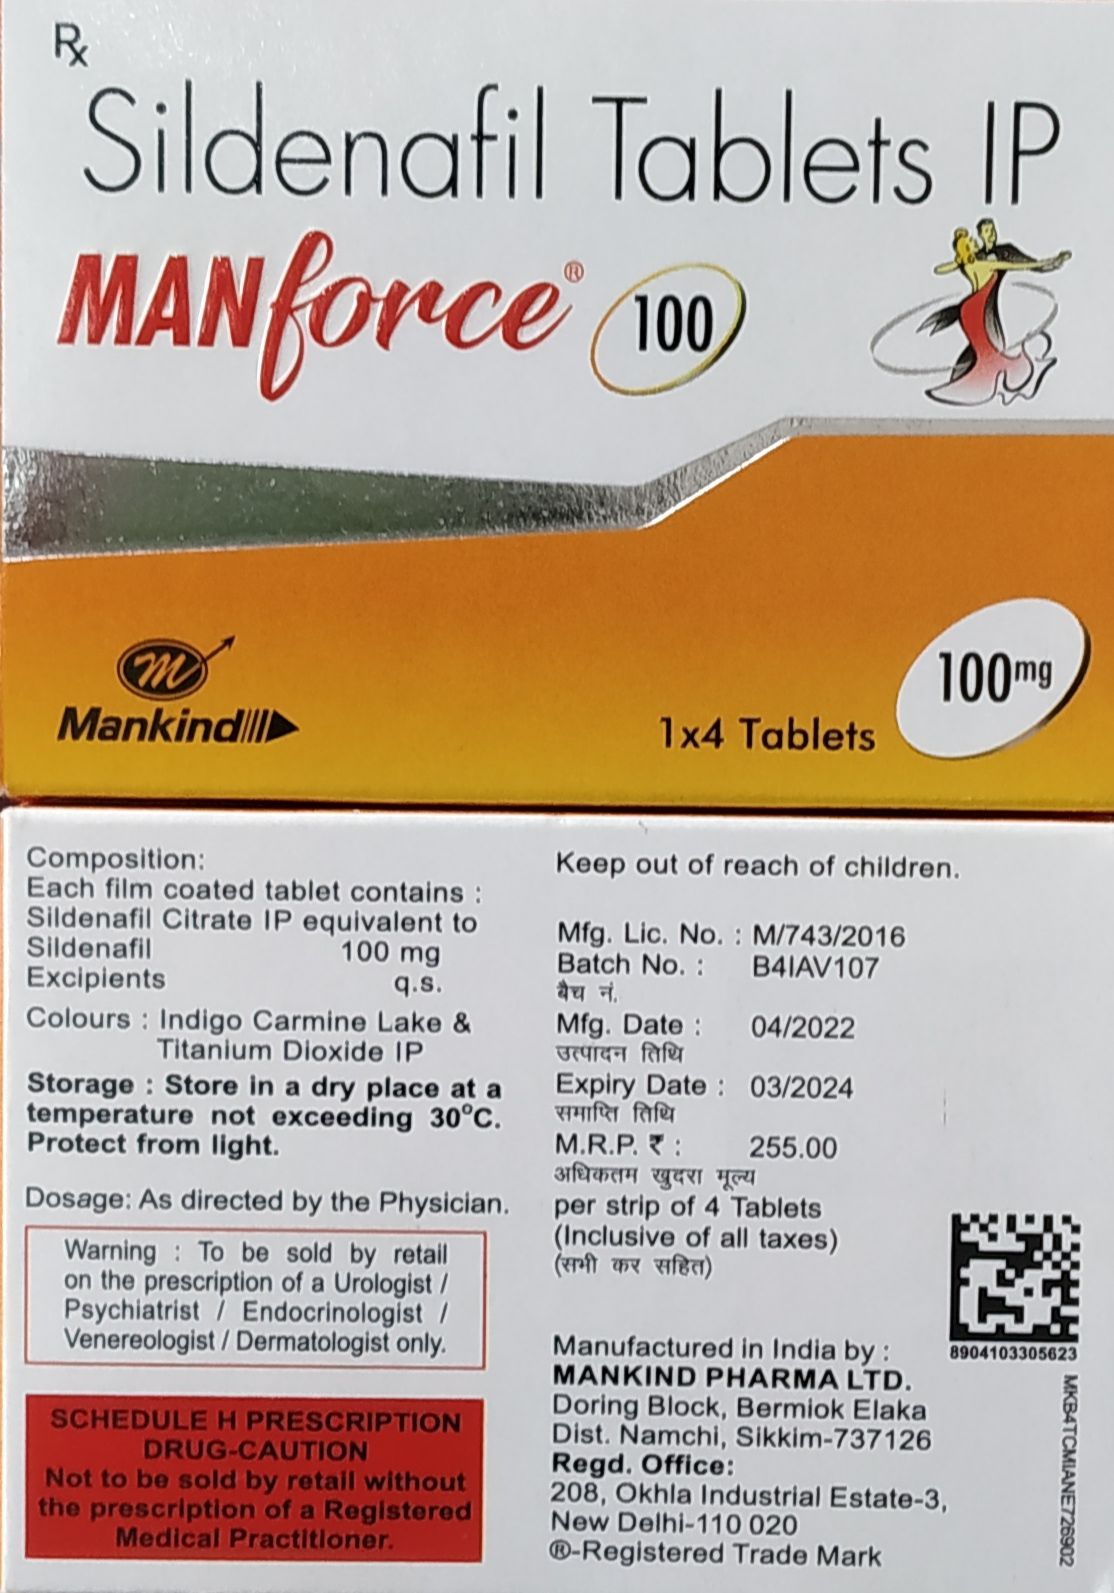 Rx
Sildenafil Tablets IP
MANforce® 100
Mankind
1x4 Tablets
100mg
Composition:
Each film coated tablet contains :
Sildenafil Citrate IP equivalent to
Sildenafil 100 mg
Excipients q.s.
Colours : Indigo Carmine Lake &
Titanium Dioxide IP
Storage : Store in a dry place at a
temperature not exceeding 30°C.
Protect from light.
Dosage: As directed by the Physician.
Warning : To be sold by retail
on the prescription of a Urologist /
Psychiatrist / Endocrinologist /
Venereologist / Dermatologist only.
SCHEDULE H PRESCRIPTION
DRUG-CAUTION
Not to be sold by retail without
the prescription of a Registered
Medical Practitioner.
Keep out of reach of children.
Mfg. Lic. No. : M/743/2016
Batch No. : B4IAV107
बैच नं.
Mfg. Date : 04/2022
उत्पादन तिथि
Expiry Date : 03/2024
समाप्ति तिथि
M.R.P. ₹ : 255.00
अधिकतम खुदरा मूल्य
per strip of 4 Tablets
(Inclusive of all taxes)
(सभी कर सहित)
Manufactured in India by :
MANKIND PHARMA LTD.
Doring Block, Bermiok Elaka
Dist. Namchi, Sikkim-737126
Regd. Office:
208, Okhla Industrial Estate-3,
New Delhi-110 020
®-Registered Trade Mark
8904103305623
MKB4TCMIANE726902